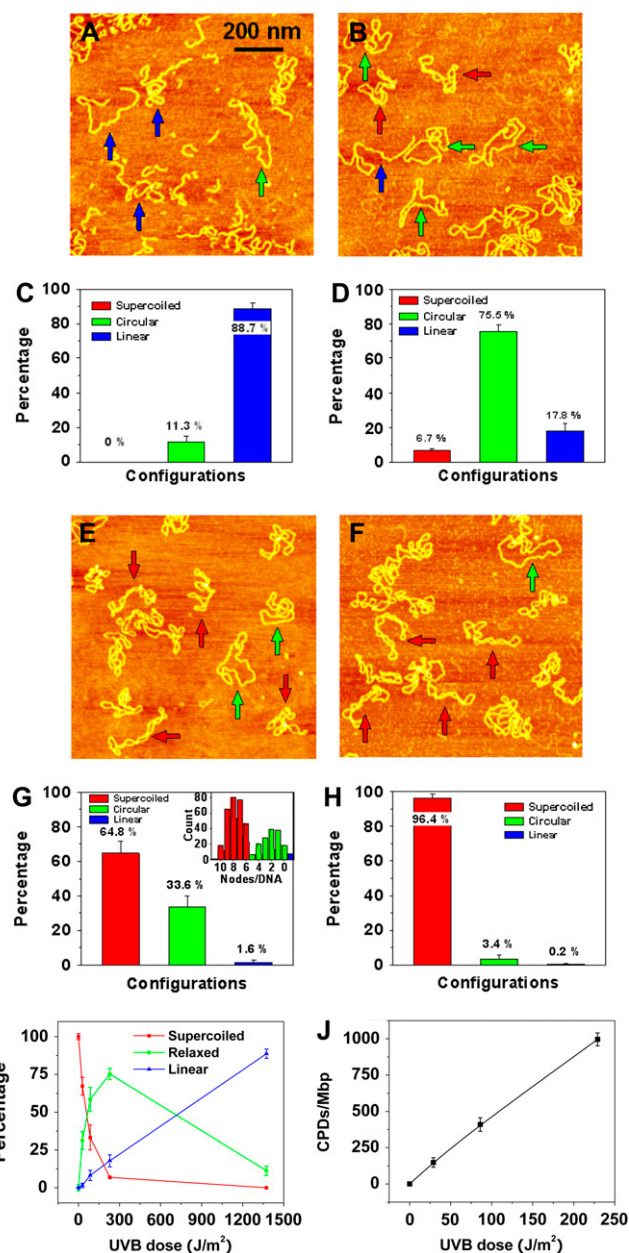 A
200 nm
B
C
Percentage
100
80
60
40
20
0
Supercoiled
Circular
Linear
0 %
11.3 %
88.7 %
Configurations
D
Percentage
100
80
60
40
20
0
Supercoiled
Circular
Linear
6.7 %
75.5 %
17.8 %
Configurations
E
F
G
Percentage
100
80
60
40
20
0
Supercoiled
Circular
Linear
64.8 %
33.6 %
1.6 %
Count
80
40
0
10 8 6 4 2 0
Nodes/DNA
Configurations
H
Percentage
100
80
60
40
20
0
Supercoiled
Circular
Linear
96.4 %
3.4 %
0.2 %
Configurations
Percentage
100
75
50
25
0
Supercoiled
Relaxed
Linear
0 300 600 900 1200 1500
UVB dose (J/m²)
J
CPDs/Mbp
1000
750
500
250
0
0 50 100 150 200 250
UVB dose (J/m²)